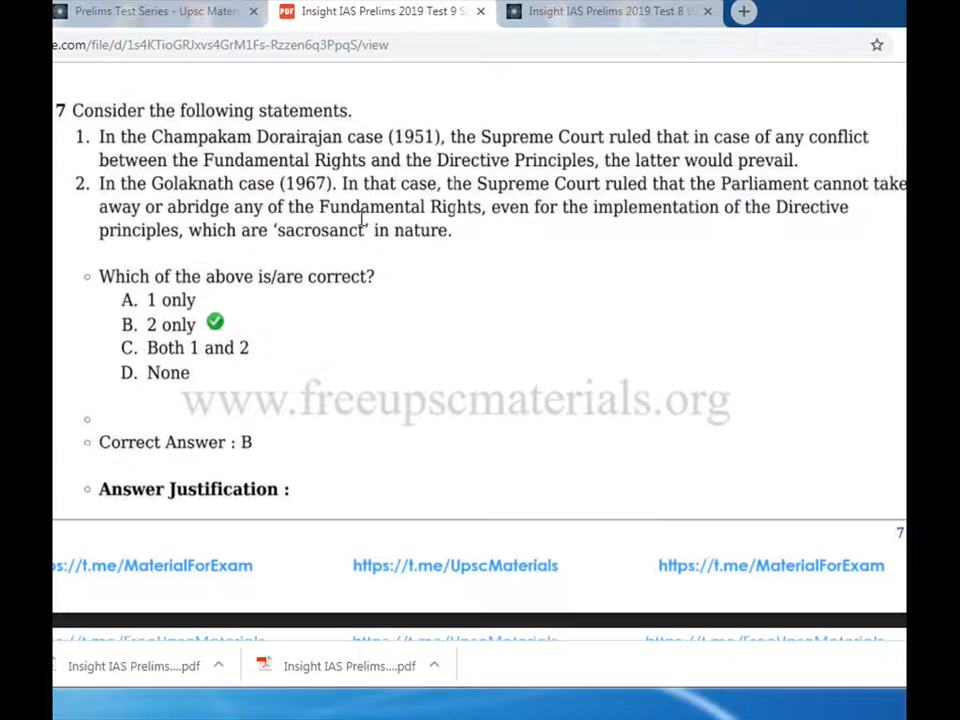 Prelims Test Series - Upsc Mater
Insight IAS Prelims 2019 Test 9 S
Insight IAS Prelims 2019 Test 8
e.com/file/d/1s4KTioGRJxvs4GrM1Fs-Rzzen6q3PpqS/view
7 Consider the following statements.
1. In the Champakam Dorairajan case (1951), the Supreme Court ruled that in case of any conflict
between the Fundamental Rights and the Directive Principles, the latter would prevail.
2. In the Golaknath case (1967). In that case, the Supreme Court ruled that the Parliament cannot take
away or abridge any of the Fundamental Rights, even for the implementation of the Directive
principles, which are ‘sacrosanct’ in nature.
Which of the above is/are correct?
A. 1 only
B. 2 only
C. Both 1 and 2
D. None
www.freeupscmaterials.org
Correct Answer : B
Answer Justification :
7
ps://t.me/MaterialForExam
https://t.me/UpscMaterials
https://t.me/MaterialForExam
PDF
Insight IAS Prelims....pdf
Insight IAS Prelims....pdf